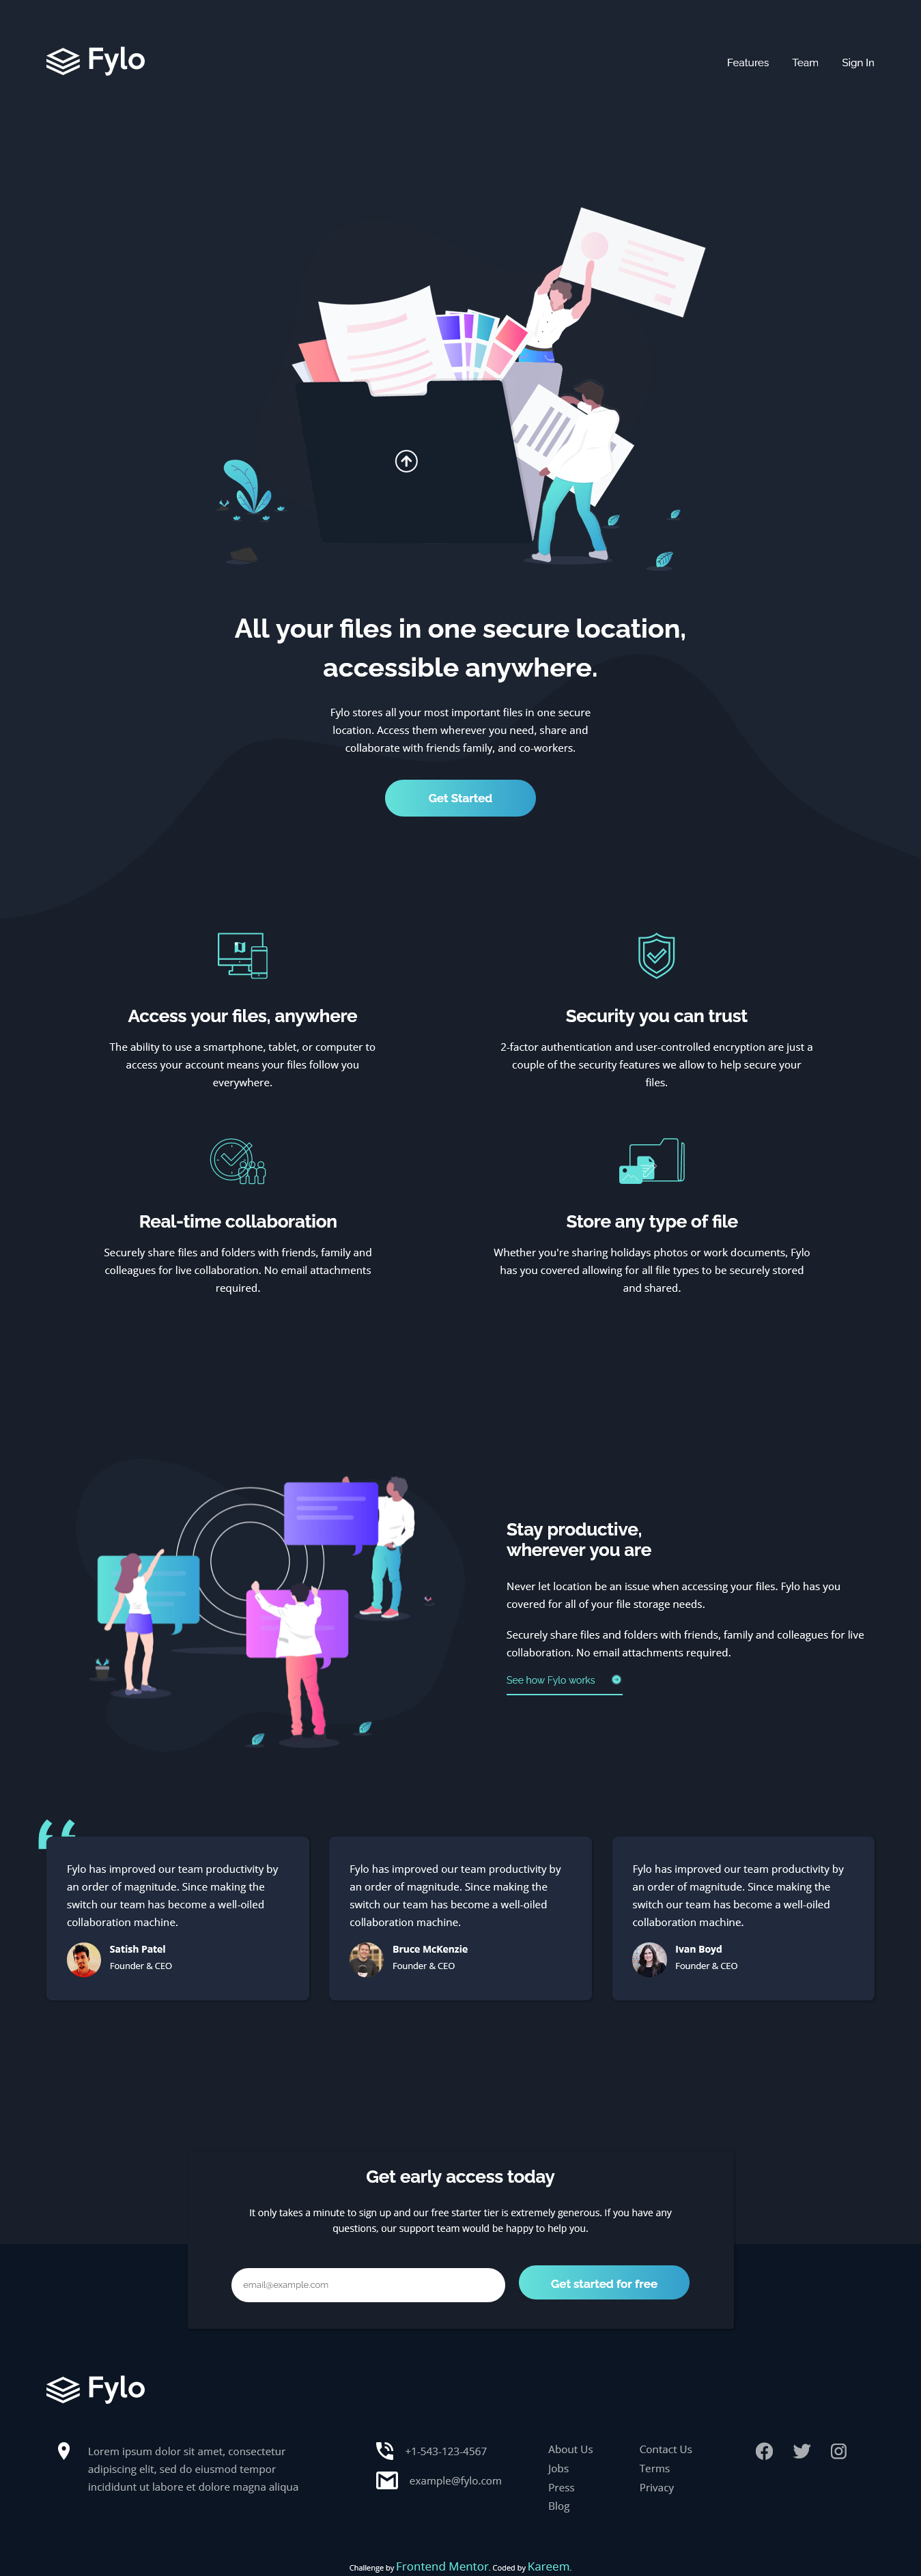 Fylo
Features Team Sign In
All your files in one secure location,
accessible anywhere.
Fylo stores all your most important files in one secure
location. Access them wherever you need, share and
collaborate with friends family, and co-workers.
Get Started
Access your files, anywhere
The ability to use a smartphone, tablet, or computer to
access your account means your files follow you
everywhere.
Security you can trust
2-factor authentication and user-controlled encryption are just a
couple of the security features we allow to help secure your
files.
Real-time collaboration
Securely share files and folders with friends, family and
colleagues for live collaboration. No email attachments
required.
Store any type of file
Whether you're sharing holidays photos or work documents, Fylo
has you covered allowing for all file types to be securely stored
and shared.
Stay productive,
wherever you are
Never let location be an issue when accessing your files. Fylo has you
covered for all of your file storage needs.
Securely share files and folders with friends, family and colleagues for live
collaboration. No email attachments required.
See how Fylo works
“
Fylo has improved our team productivity by
an order of magnitude. Since making the
switch our team has become a well-oiled
collaboration machine.
Satish Patel
Founder & CEO
Fylo has improved our team productivity by
an order of magnitude. Since making the
switch our team has become a well-oiled
collaboration machine.
Bruce McKenzie
Founder & CEO
Fylo has improved our team productivity by
an order of magnitude. Since making the
switch our team has become a well-oiled
collaboration machine.
Ivan Boyd
Founder & CEO
Get early access today
It only takes a minute to sign up and our free starter tier is extremely generous. If you have any
questions, our support team would be happy to help you.
email@example.com
Get started for free
Fylo
Lorem ipsum dolor sit amet, consectetur
adipiscing elit, sed do eiusmod tempor
incididunt ut labore et dolore magna aliqua
+1-543-123-4567
example@fylo.com
About Us
Jobs
Press
Blog
Contact Us
Terms
Privacy
Challenge by Frontend Mentor. Coded by Kareem.